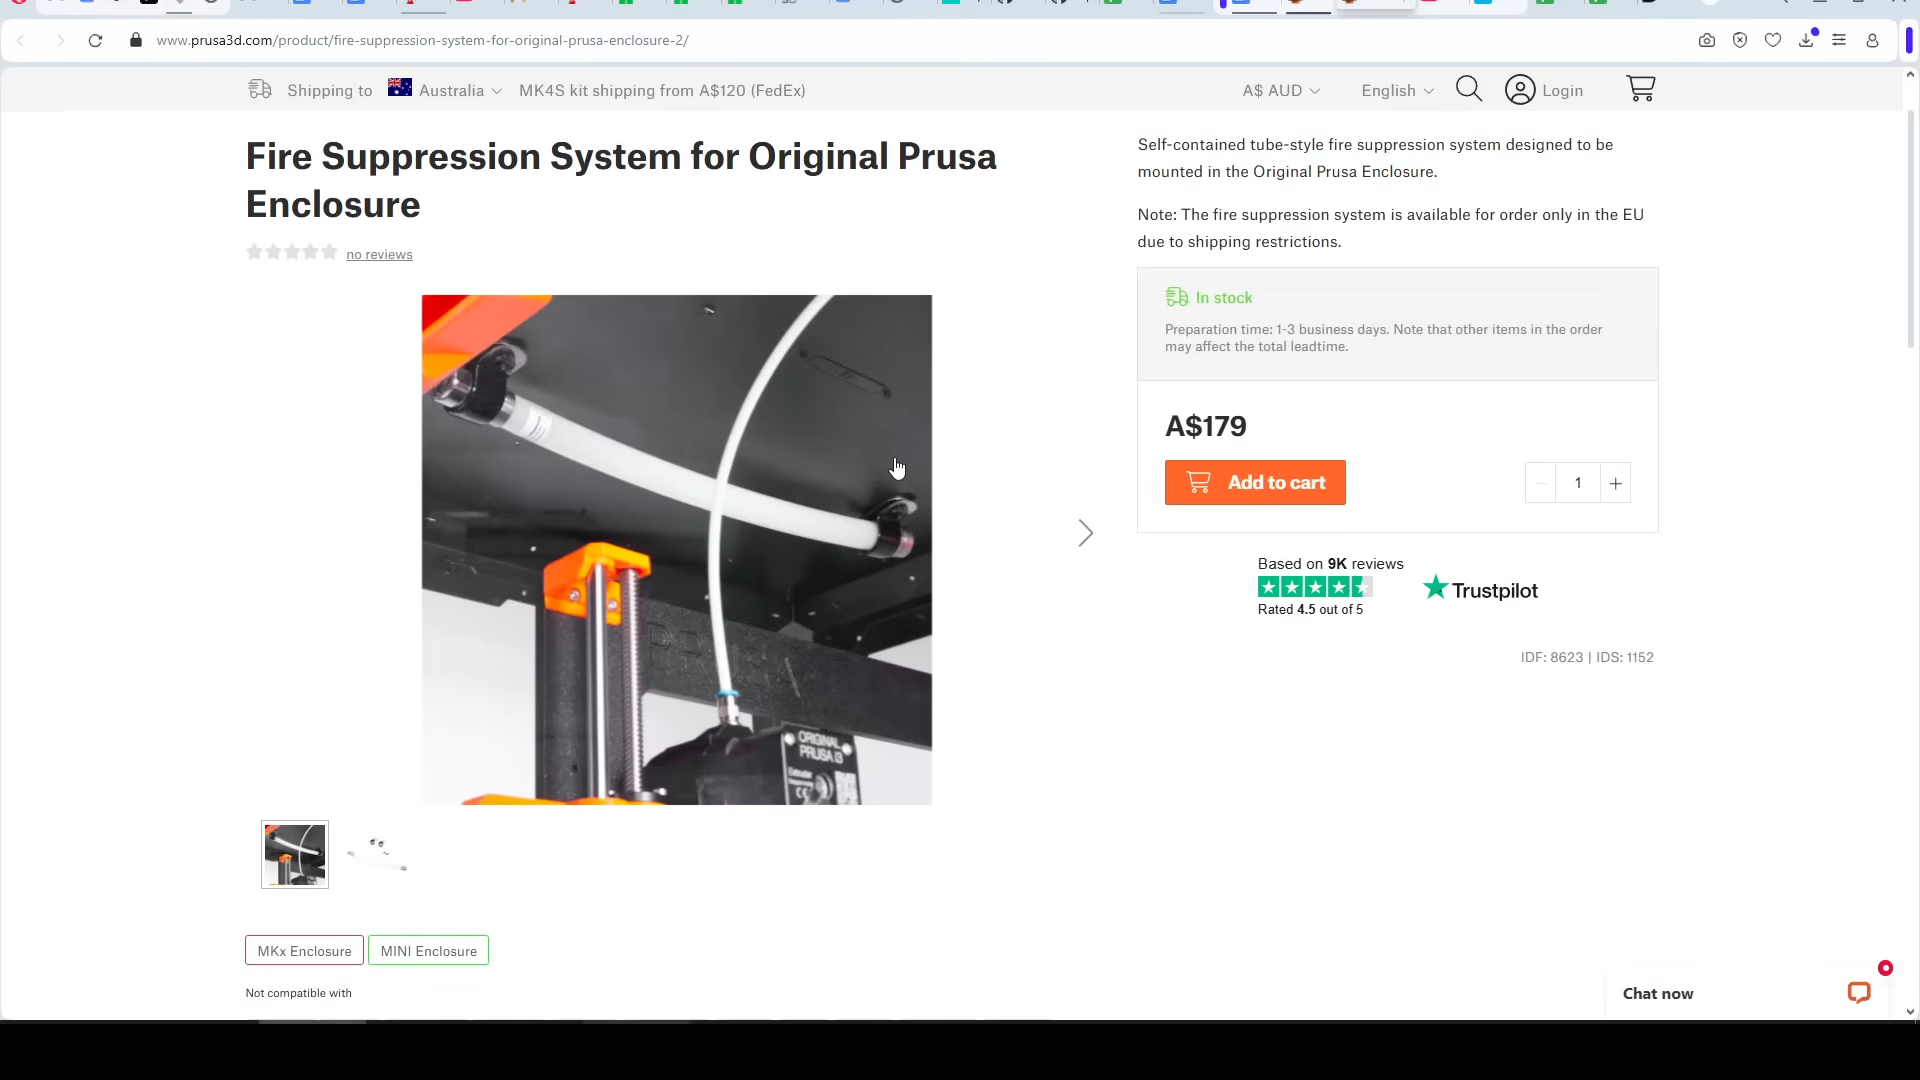 www.prusa3d.com/product/fire-suppression-system-for-original-prusa-enclosure-2/
Shipping to Australia MK4S kit shipping from A$120 (FedEx) A$ AUD English Login
Fire Suppression System for Original Prusa
Enclosure
no reviews
Self-contained tube-style fire suppression system designed to be
mounted in the Original Prusa Enclosure.
Note: The fire suppression system is available for order only in the EU
due to shipping restrictions.
In stock
Preparation time: 1-3 business days. Note that other items in the order
may affect the total leadtime.
A$179
Add to cart
1
Based on 9K reviews
Rated 4.5 out of 5
Trustpilot
IDF: 8623 | IDS: 1152
ORIGINAL
PRUSA i3
Extruder
CE
MKx Enclosure MINI Enclosure
Not compatible with
Chat now